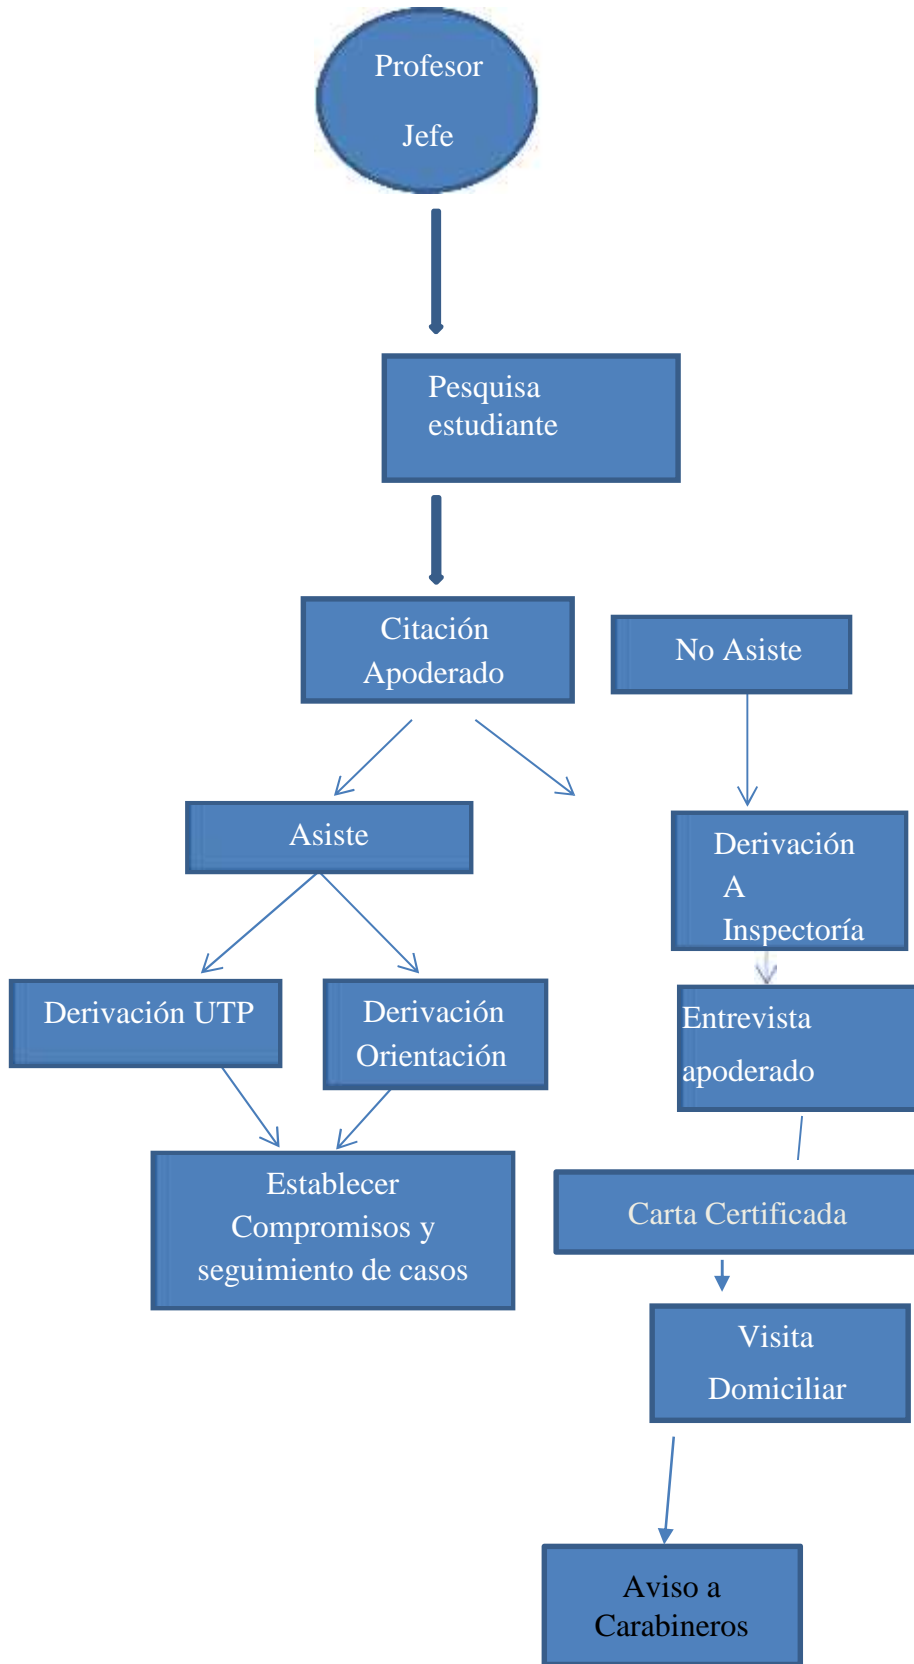 Profesor
Jefe
Pesquisa
estudiante
Citación
Apoderado
No Asiste
Asiste
Derivación
A
Inspectoría
Derivación UTP
Derivación
Orientación
Entrevista
apoderado
Establecer
Compromisos y
seguimiento de casos
Carta Certificada
Visita
Domiciliar
Aviso a
Carabineros